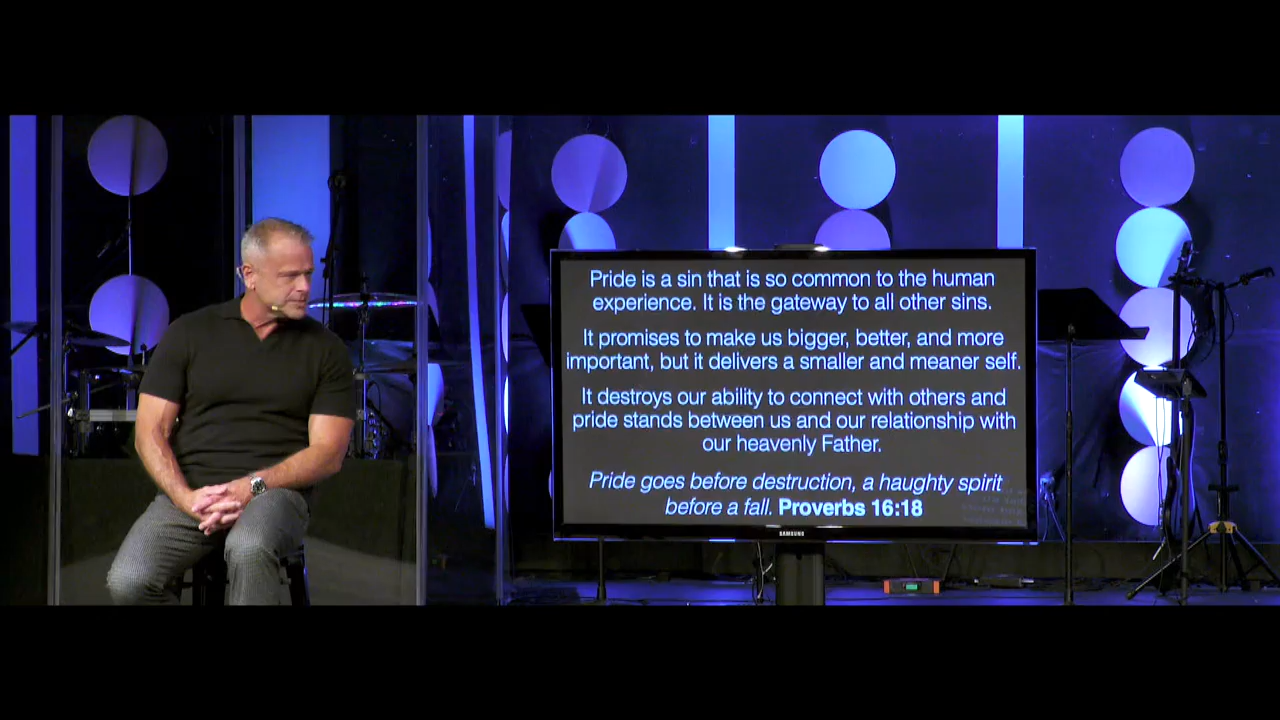 Pride is a sin that is so common to the human
experience. It is the gateway to all other sins.
It promises to make us bigger, better, and more
important, but it delivers a smaller and meaner self.
It destroys our ability to connect with others and
pride stands between us and our relationship with
our heavenly Father.
Pride goes before destruction, a haughty spirit
before a fall. Proverbs 16:18
SAMSUNG